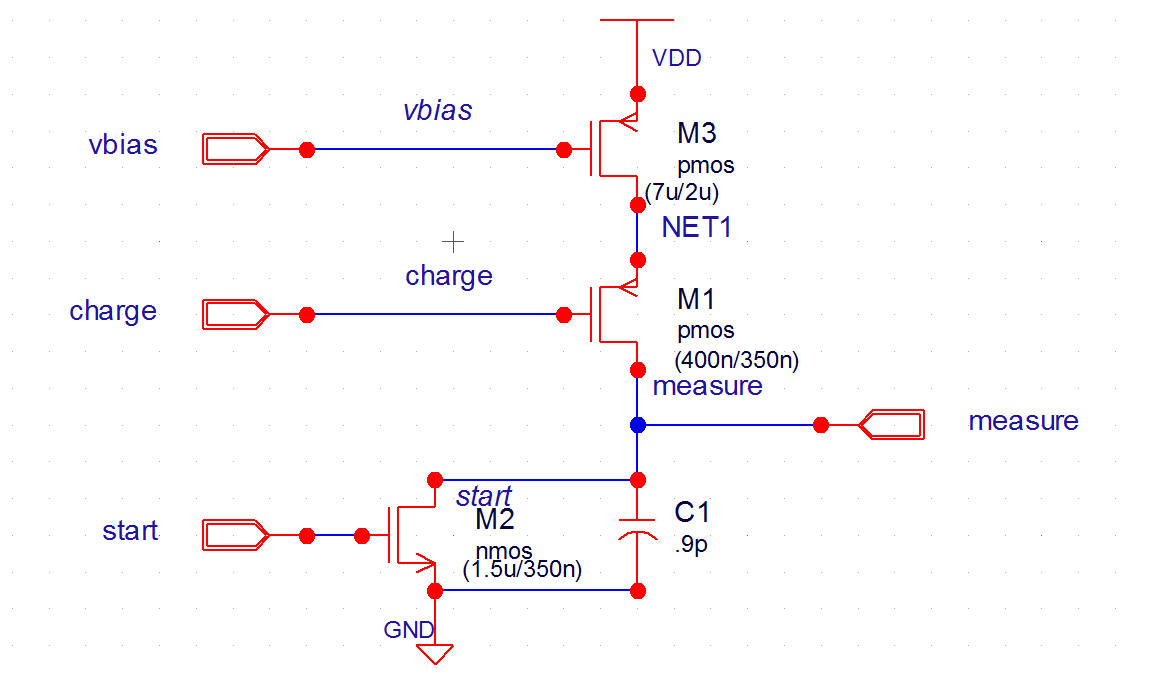 VDD
vbias
vbias
M3
pmos
(7u/2u)
NET1
charge
charge
M1
pmos
(400n/350n)
measure
measure
start
start
M2
nmos
(1.5u/350n)
C1
.9p
GND